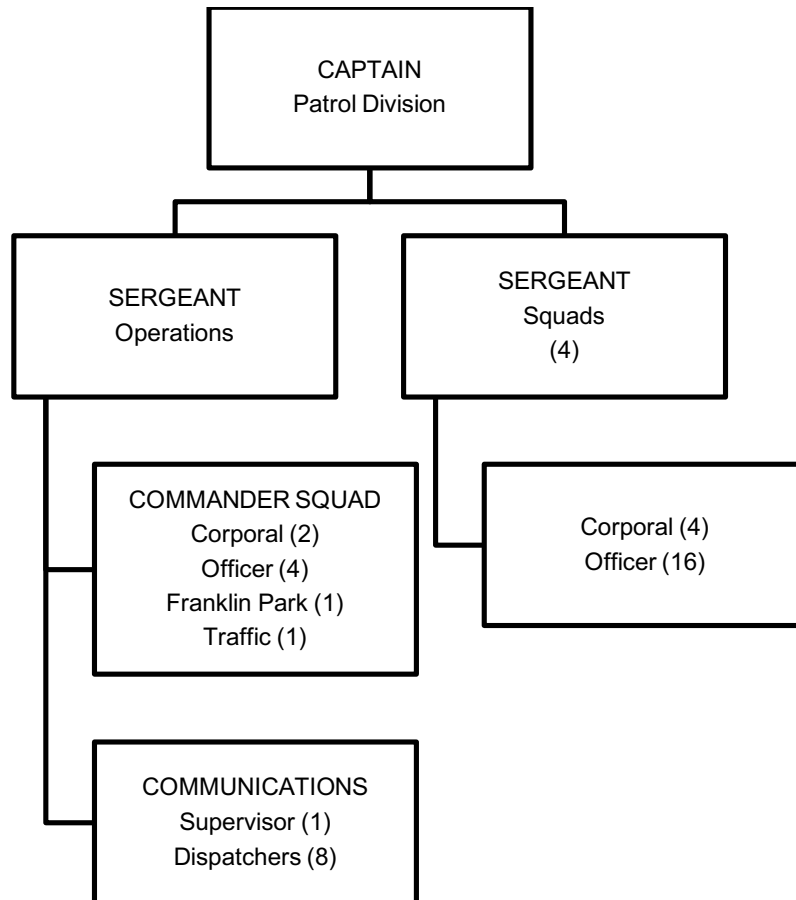 CAPTAIN
Patrol Division
SERGEANT
Operations
SERGEANT
Squads
(4)
COMMANDER SQUAD
Corporal (2)
Officer (4)
Franklin Park (1)
Traffic (1)
Corporal (4)
Officer (16)
COMMUNICATIONS
Supervisor (1)
Dispatchers (8)